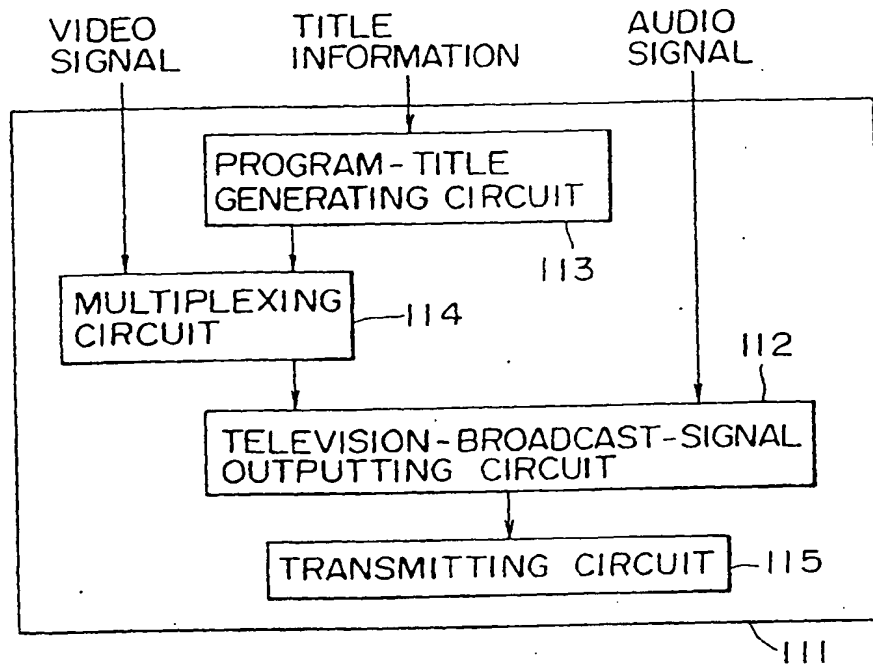 VIDEO
SIGNAL
TITLE
INFORMATION
AUDIO
SIGNAL
PROGRAM-TITLE
GENERATING CIRCUIT
113
MULTIPLEXING
CIRCUIT
114
112
TELEVISION-BROADCAST-SIGNAL
OUTPUTTING CIRCUIT
TRANSMITTING CIRCUIT
115
111